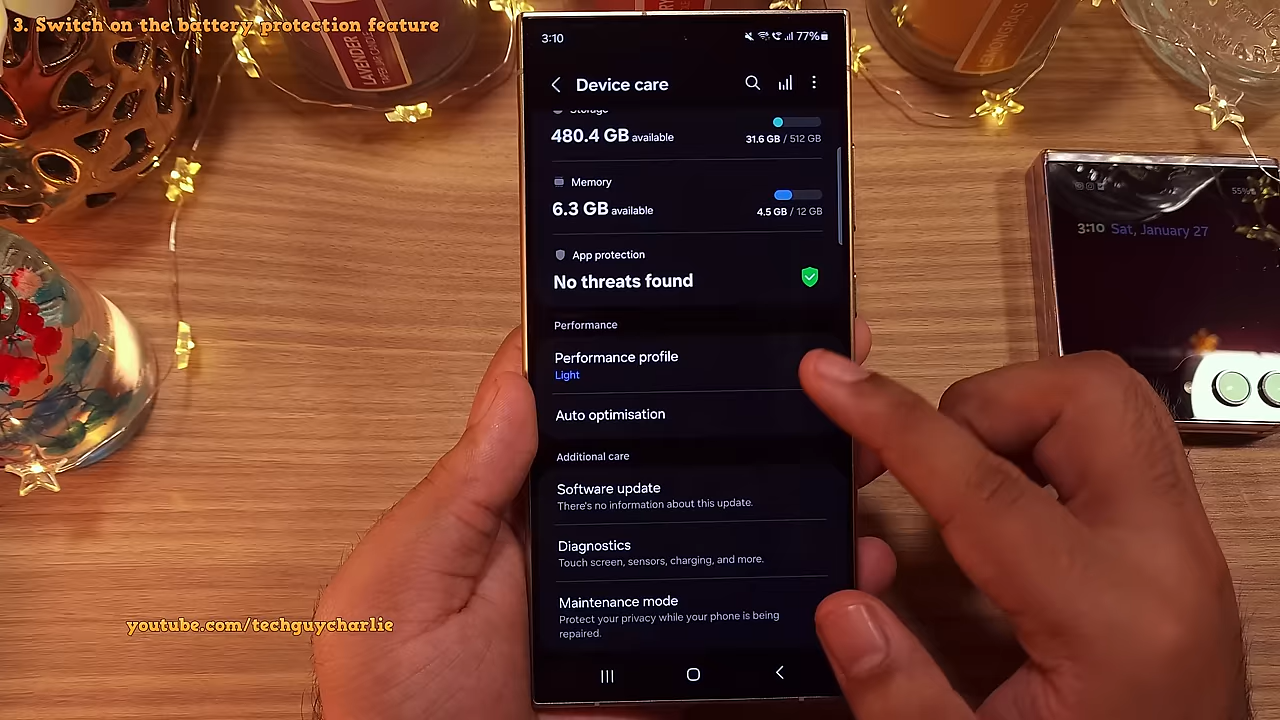 3. Switch on the battery protection feature
LAVENDER
LEMONGRASS
3:10
77%
Device care
Storage
480.4 GB available
31.6 GB / 512 GB
Memory
6.3 GB available
4.5 GB / 12 GB
App protection
No threats found
Performance
Performance profile
Light
Auto optimisation
Additional care
Software update
There's no information about this update.
Diagnostics
Touch screen, sensors, charging, and more.
Maintenance mode
Protect your privacy while your phone is being
repaired.
55%
3:10 Sat, January 27
youtube.com/techguycharlie